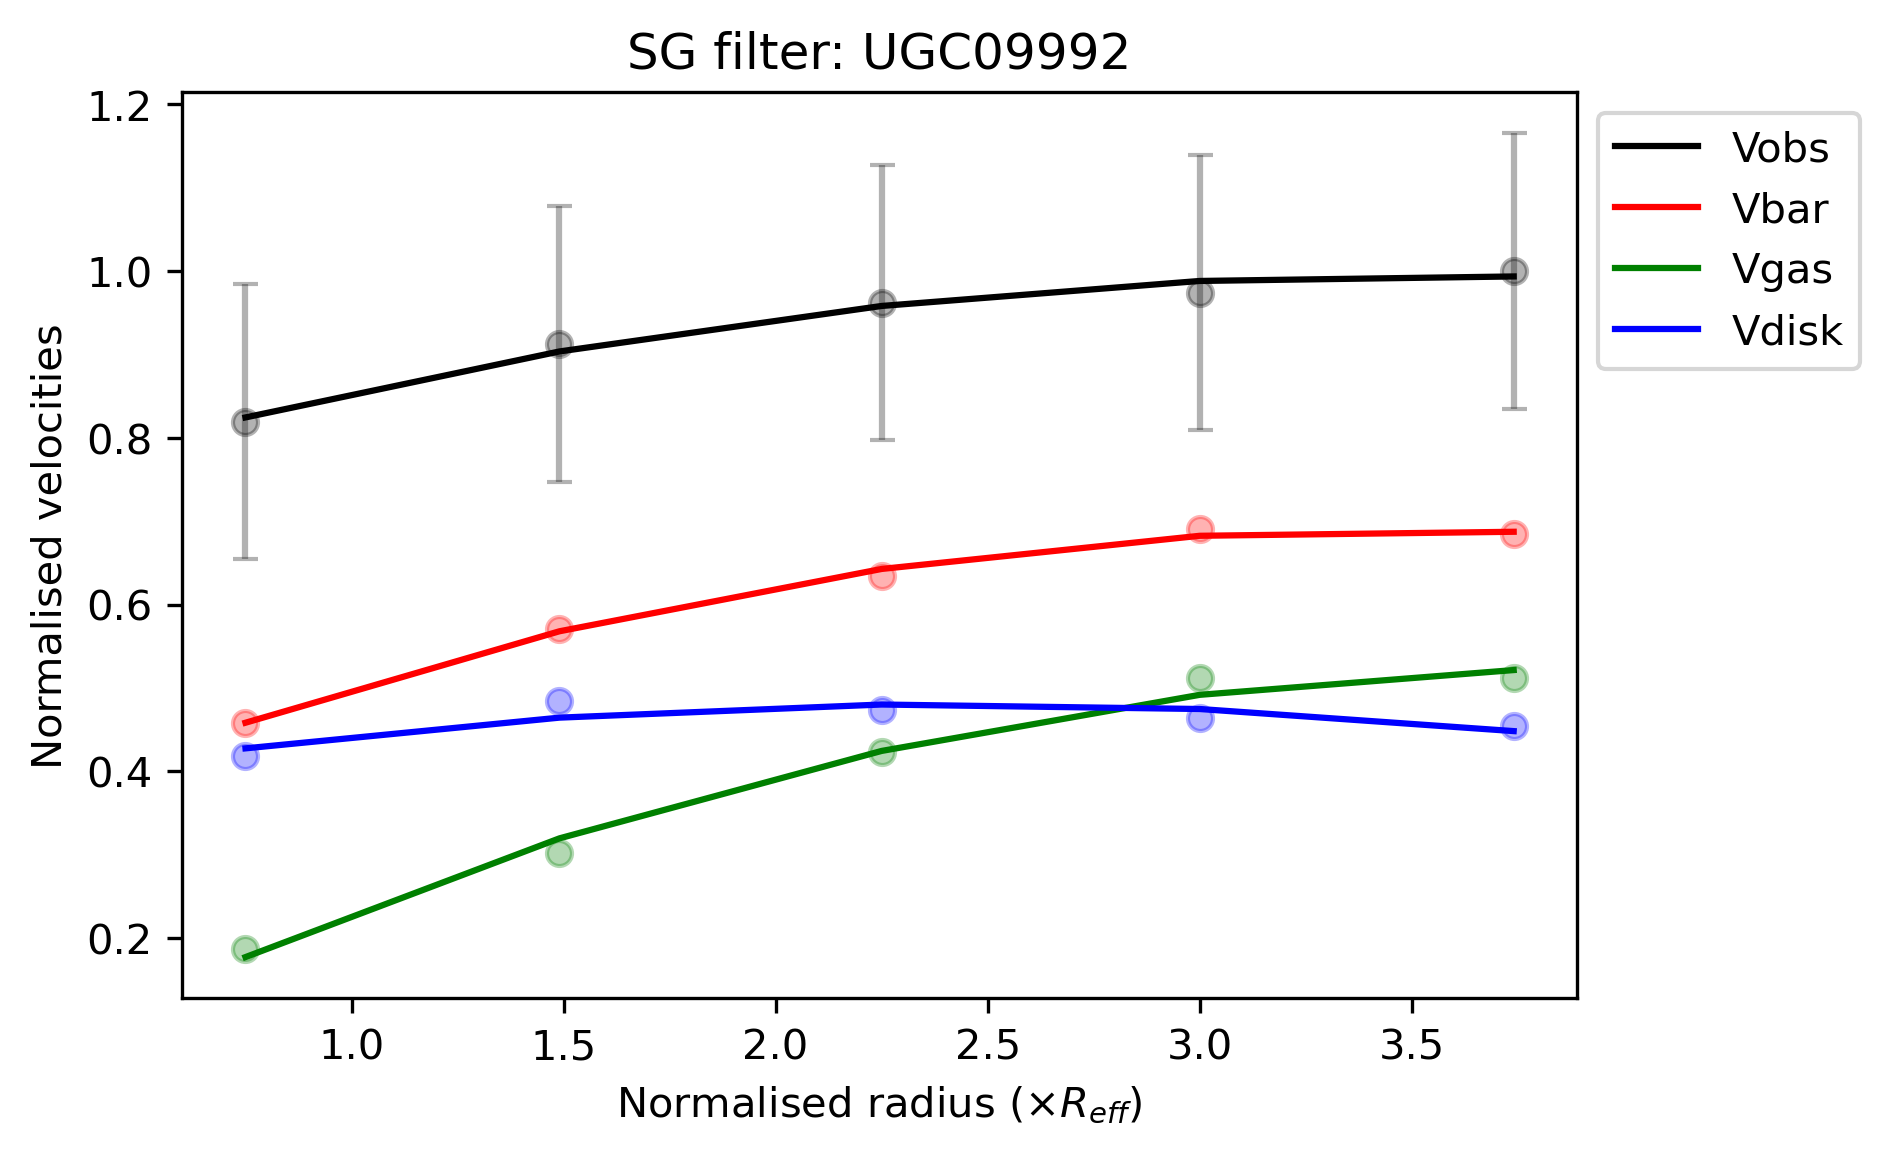 SG filter: UGC09992
Normalised velocities
1.2
1.0
0.8
0.6
0.4
0.2
1.0 1.5 2.0 2.5 3.0 3.5
Normalised radius (×R_eff)
Vobs
Vbar
Vgas
Vdisk